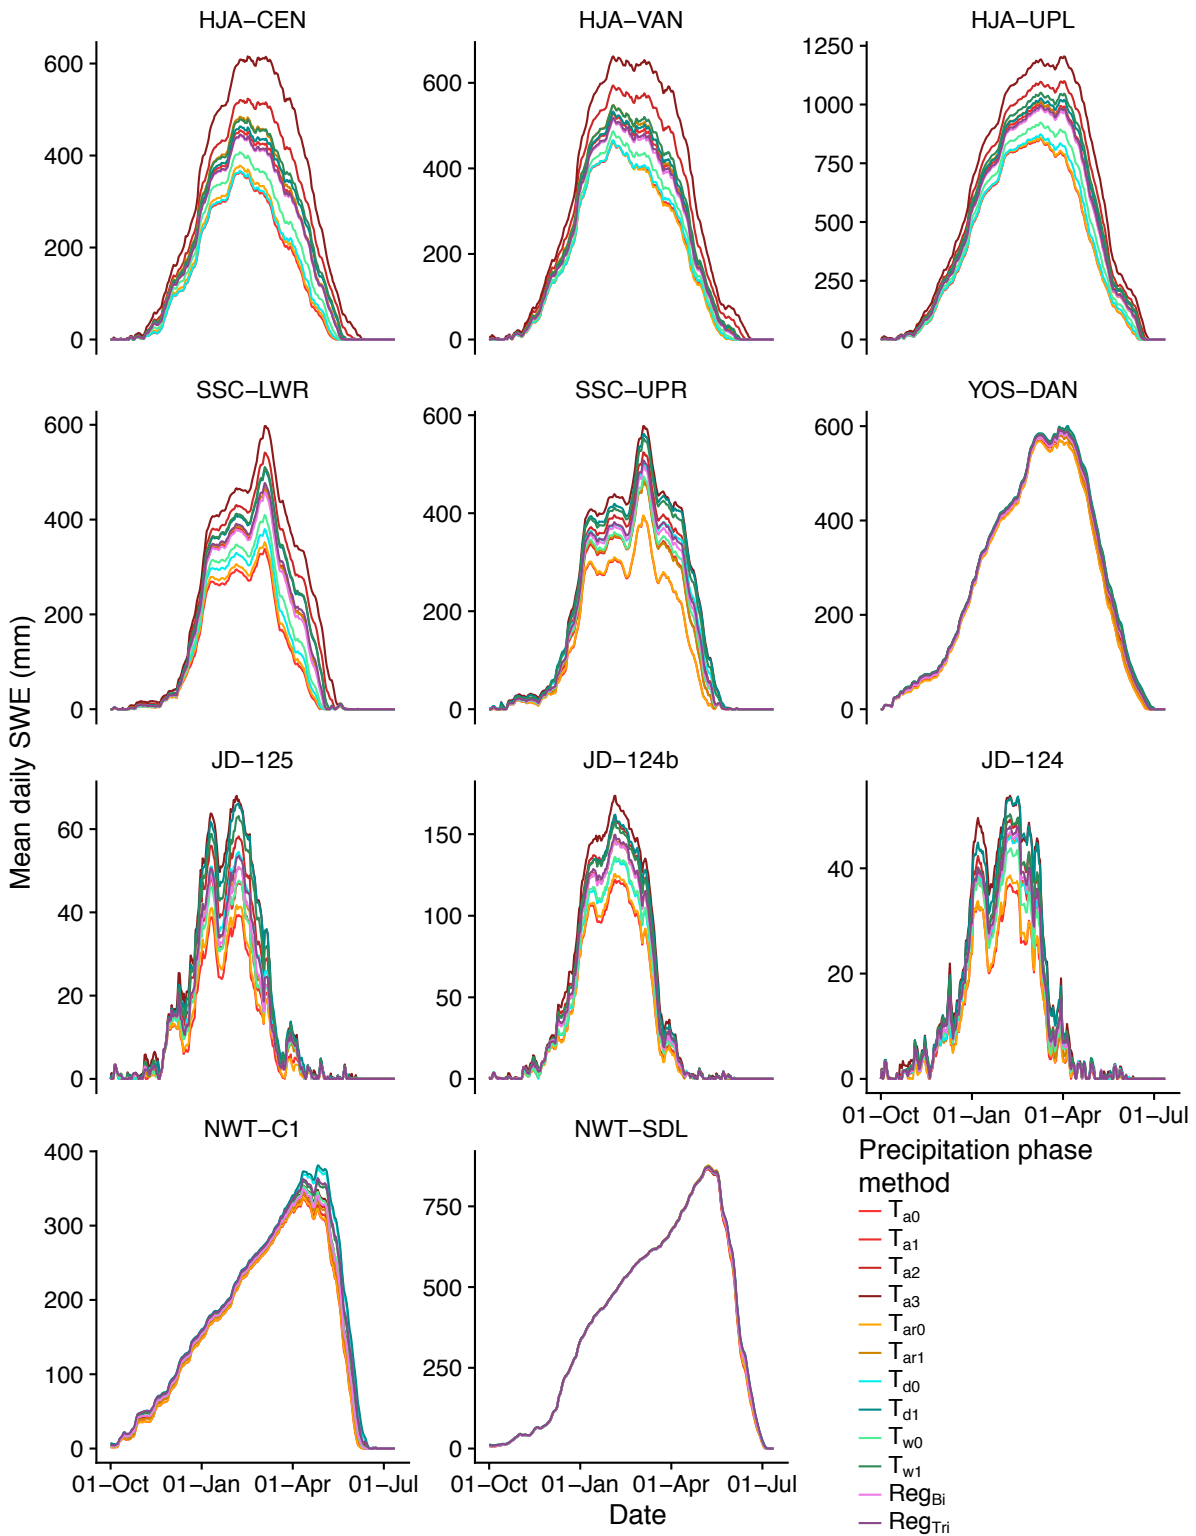 HJA−CEN
HJA−VAN
HJA−UPL
600
400
200
0
600
400
200
0
1250
1000
750
500
250
0
SSC−LWR
SSC−UPR
YOS−DAN
600
400
200
0
600
400
200
0
600
400
200
0
Mean daily SWE (mm)
JD−125
JD−124b
JD−124
60
40
20
0
150
100
50
0
40
20
0
01−Oct 01−Jan 01−Apr 01−Jul
NWT−C1
NWT−SDL
400
300
200
100
0
750
500
250
0
01−Oct 01−Jan 01−Apr 01−Jul
01−Oct 01−Jan 01−Apr 01−Jul
Date
Precipitation phase
method
Ta0
Ta1
Ta2
Ta3
Tar0
Tar1
Td0
Td1
Tw0
Tw1
RegBi
RegTri